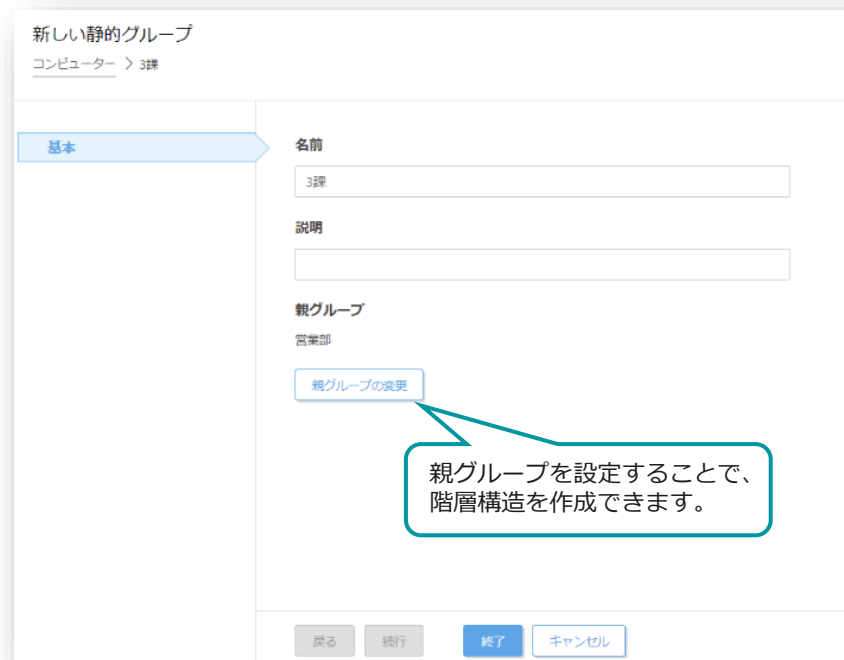 新しい静的グループ
コンピューター > 3課
基本
名前
3課
説明
親グループ
営業部
親グループの変更
親グループを設定することで、
階層構造を作成できます。
戻る
続行
終了
キャンセル